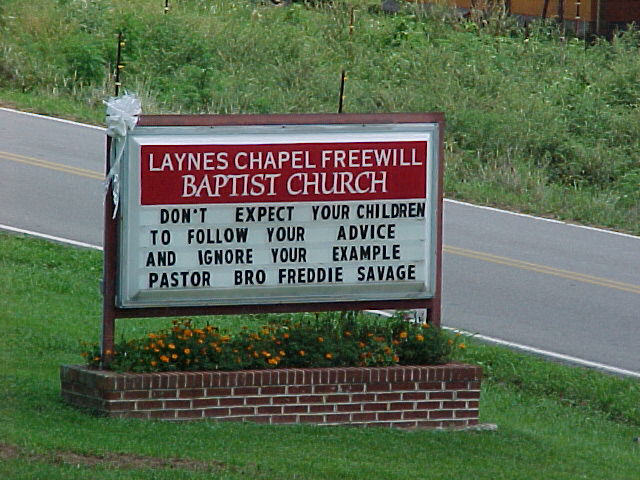 LAYNES CHAPEL FREEWILL
BAPTIST CHURCH
DON'T EXPECT YOUR CHILDREN
TO FOLLOW YOUR ADVICE
AND IGNORE YOUR EXAMPLE
PASTOR BRO FREDDIE SAVAGE